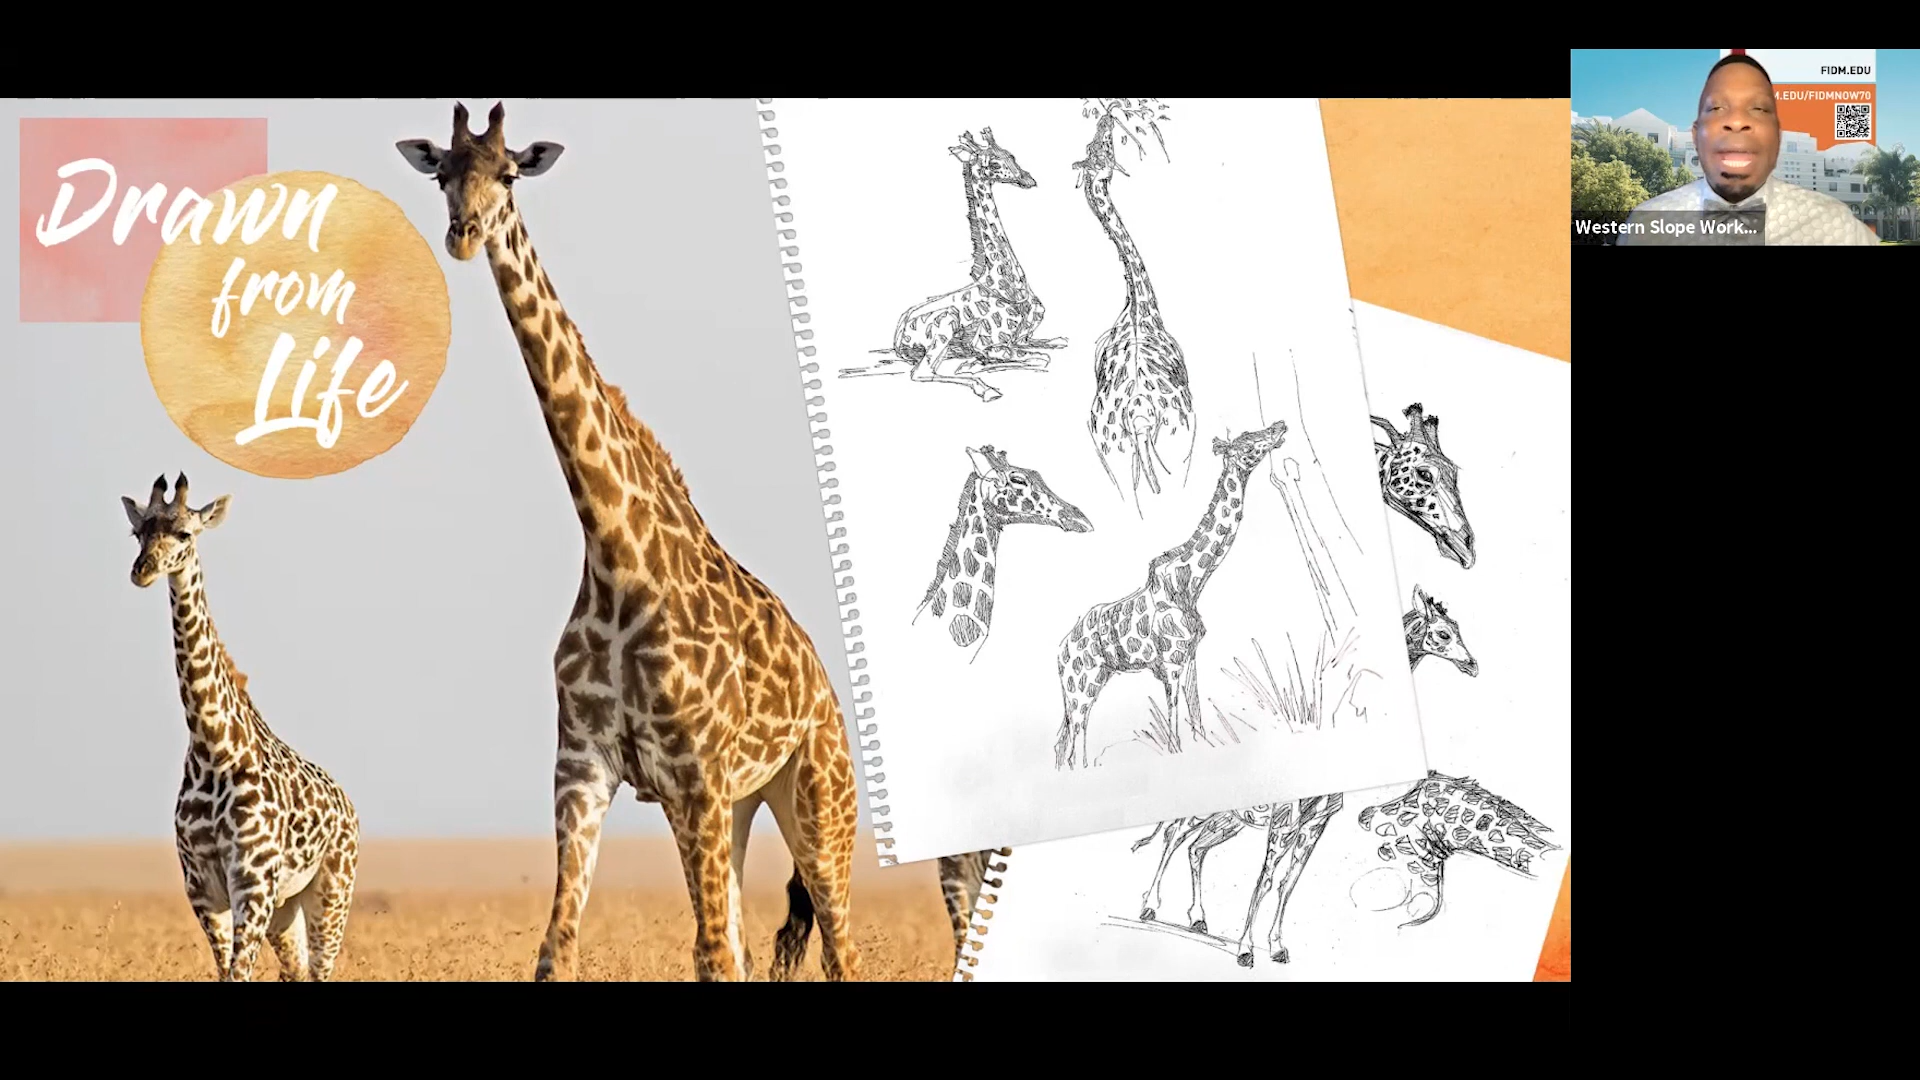 Drawn
from
Life
FIDM.EDU
M.EDU/FIDMNOW70
Western Slope Work...